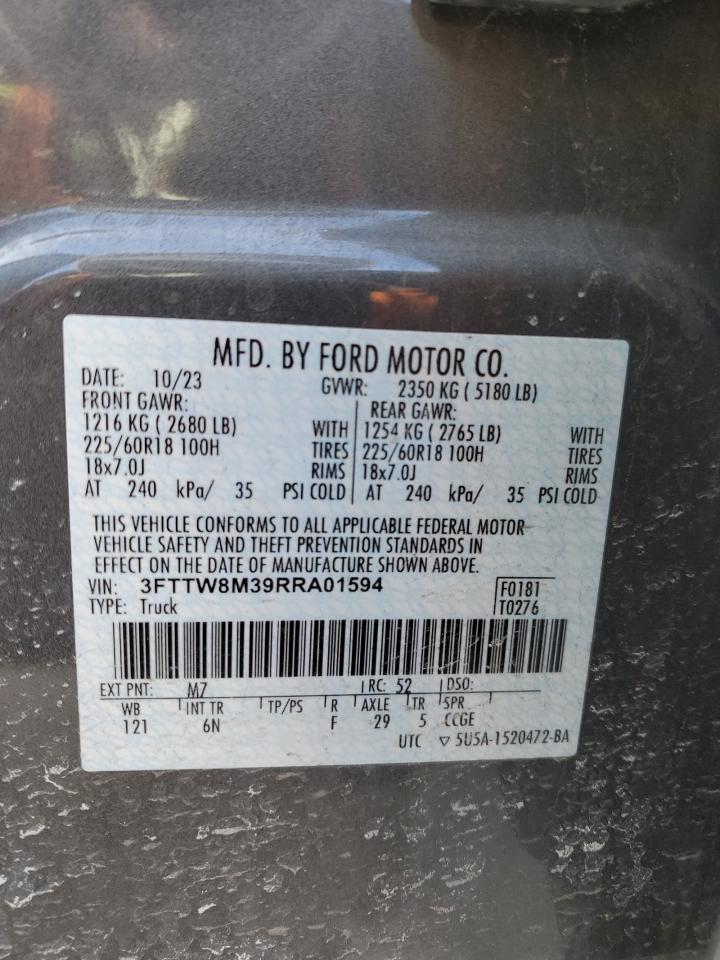 MFD. BY FORD MOTOR CO.
DATE: 10/23 GVWR: 2350 KG ( 5180 LB)
FRONT GAWR: REAR GAWR:
1216 KG ( 2680 LB) WITH 1254 KG ( 2765 LB) WITH
225/60R18 100H TIRES 225/60R18 100H TIRES
18x7.0J RIMS 18x7.0J RIMS
AT 240 kPa/ 35 PSI COLD AT 240 kPa/ 35 PSI COLD
THIS VEHICLE CONFORMS TO ALL APPLICABLE FEDERAL MOTOR
VEHICLE SAFETY AND THEFT PREVENTION STANDARDS IN
EFFECT ON THE DATE OF MANUFACTURE SHOWN ABOVE.
VIN: 3FTTW8M39RRA01594 F0181
TYPE: Truck T0276
EXT PNT: M7 RC: 52 DSO:
WB INT TR TP/PS R AXLE TR SPR
121 6N F 29 5 CCGE
UTC ▽ 5U5A-1520472-BA